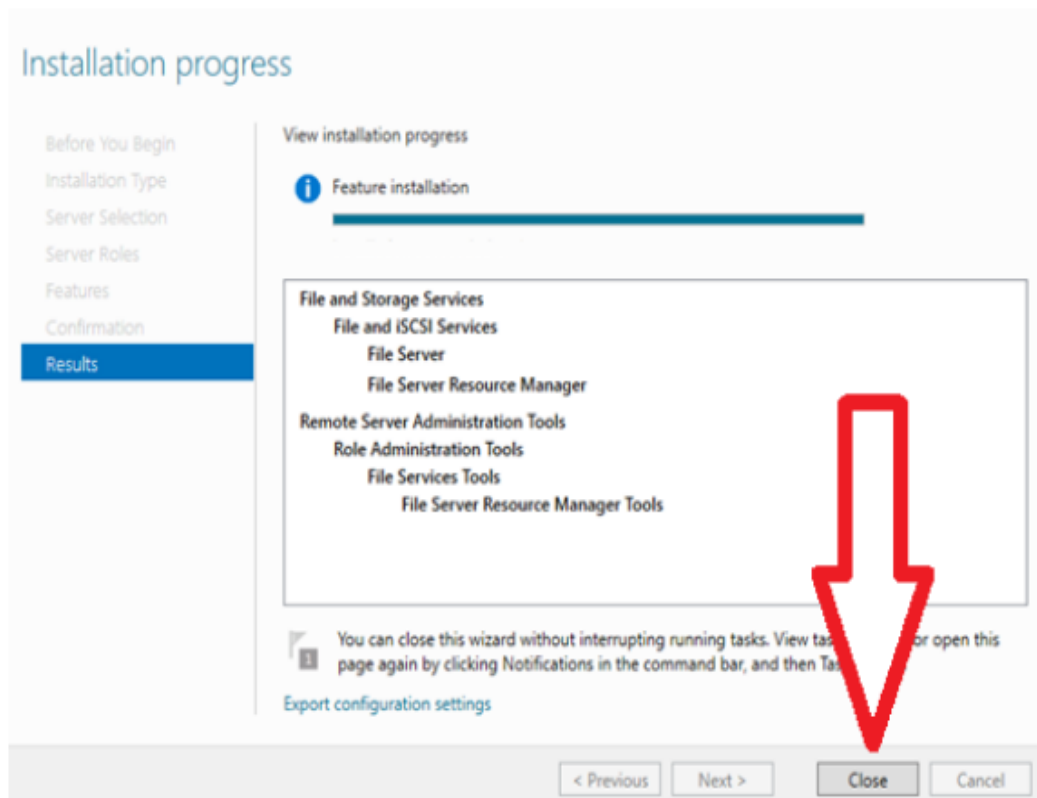 Installation progress
Before You Begin
Installation Type
Server Selection
Server Roles
Features
Confirmation
Results
View installation progress
Feature installation
File and Storage Services
File and iSCSI Services
File Server
File Server Resource Manager
Remote Server Administration Tools
Role Administration Tools
File Services Tools
File Server Resource Manager Tools
1
You can close this wizard without interrupting running tasks. View or open this
page again by clicking Notifications in the command bar, and then
Export configuration settings
< Previous
Next >
Close
Cancel